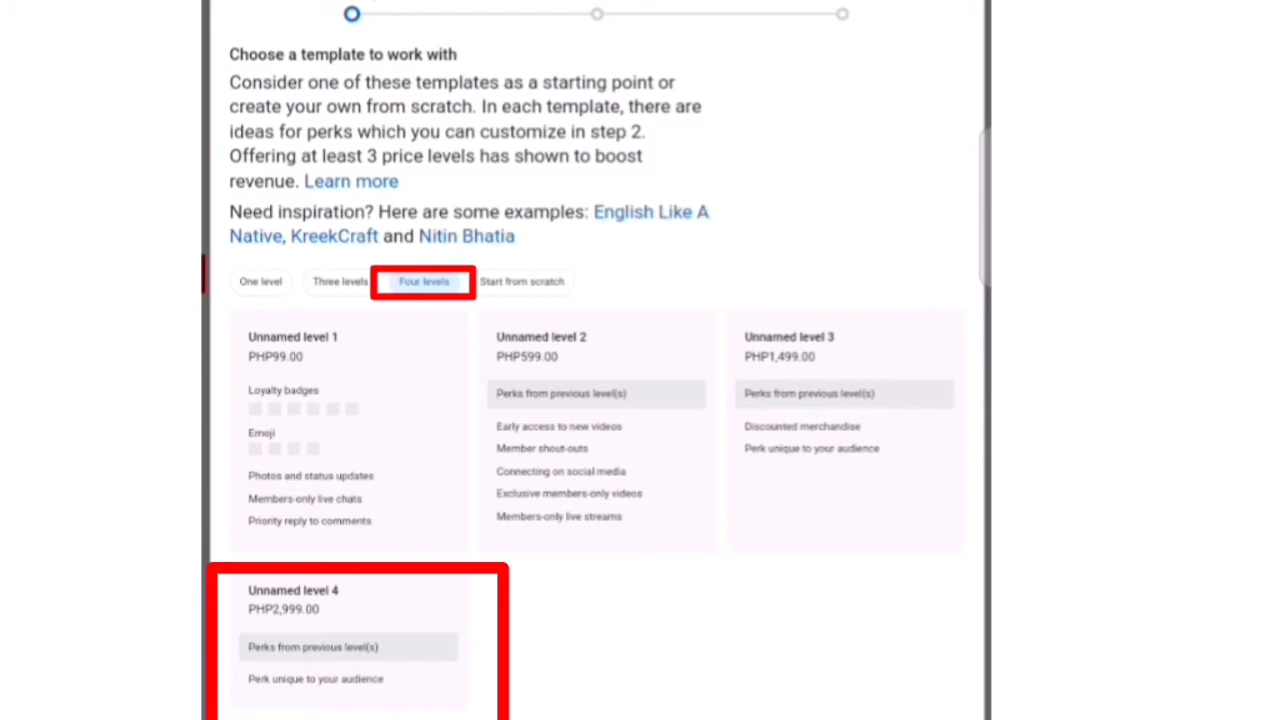 Choose a template to work with
Consider one of these templates as a starting point or
create your own from scratch. In each template, there are
ideas for perks which you can customize in step 2.
Offering at least 3 price levels has shown to boost
revenue. Learn more
Need inspiration? Here are some examples: English Like A
Native, KreekCraft and Nitin Bhatia
One level
Three levels
Four levels
Start from scratch
Unnamed level 1
PHP99.00
Loyalty badges
Emoji
Photos and status updates
Members-only live chats
Priority reply to comments
Unnamed level 2
PHP599.00
Perks from previous level(s)
Early access to new videos
Member shout-outs
Connecting on social media
Exclusive members-only videos
Members-only live streams
Unnamed level 3
PHP1,499.00
Perks from previous level(s)
Discounted merchandise
Perk unique to your audience
Unnamed level 4
PHP2,999.00
Perks from previous level(s)
Perk unique to your audience